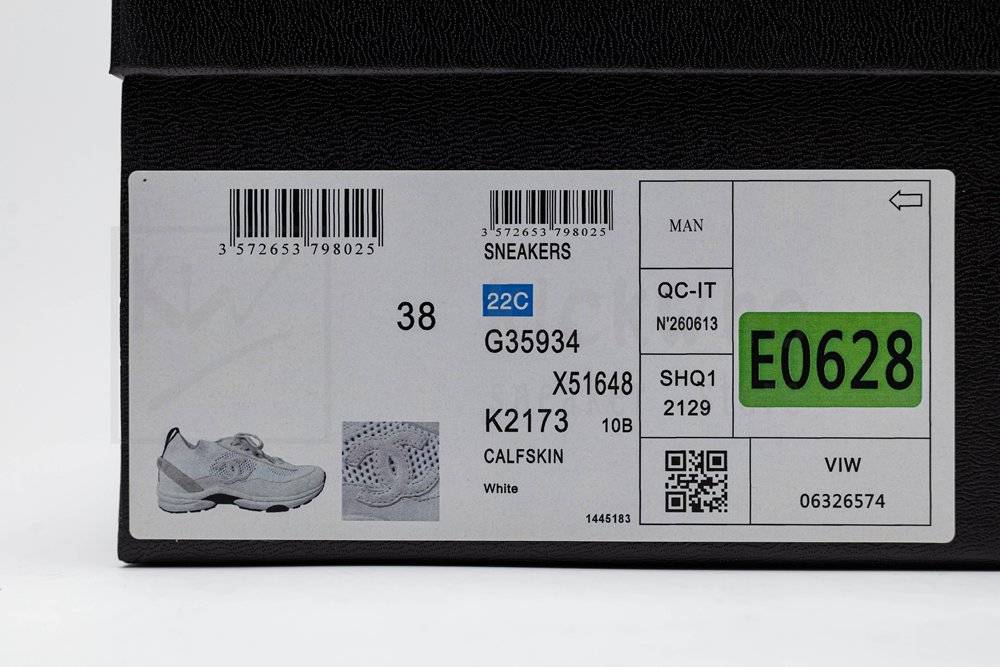 3 572653 798025
38
3 572653 798025
SNEAKERS
22C
G35934
X51648
K2173 10B
CALFSKIN
White
1445183
MAN
QC-IT
N'260613
SHQ1
2129
E0628
VIW
06326574